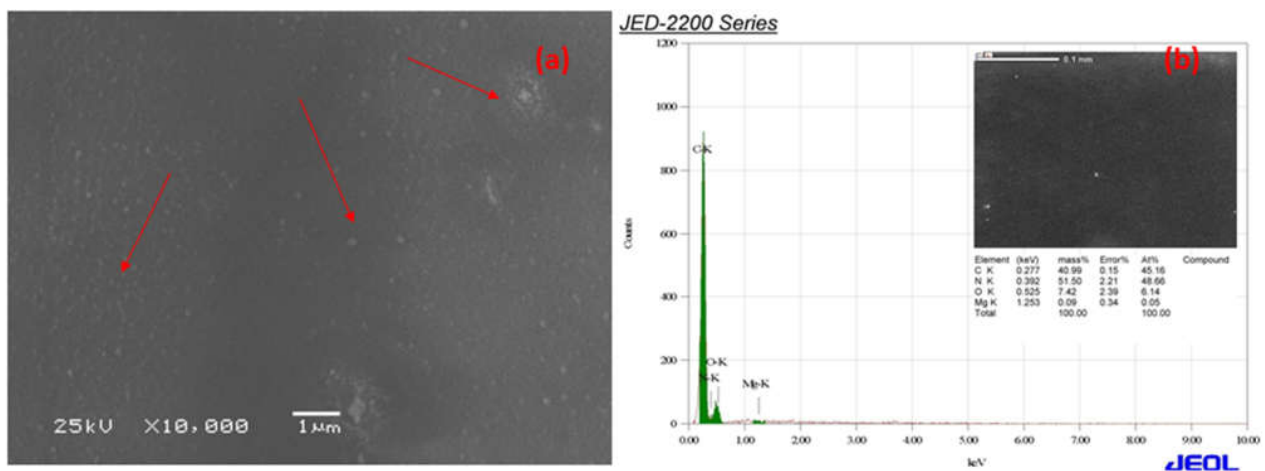 (a)
25kV X10,000 1μm
JED-2200 Series
(b)
0.1 mm
1200
1000
800
600
400
200
0
Counts
C-K
O-K
N-K
Mg-K
0.00 1.00 2.00 3.00 4.00 5.00 6.00 7.00 8.00 9.00 10.00
keV
Element (keV) mass% Error% At% Compound
C K 0.277 40.99 0.15 45.16
N K 0.392 51.50 2.21 48.66
O K 0.525 7.42 2.39 6.14
Mg K 1.253 0.09 0.34 0.05
Total 100.00 100.00
JEOL